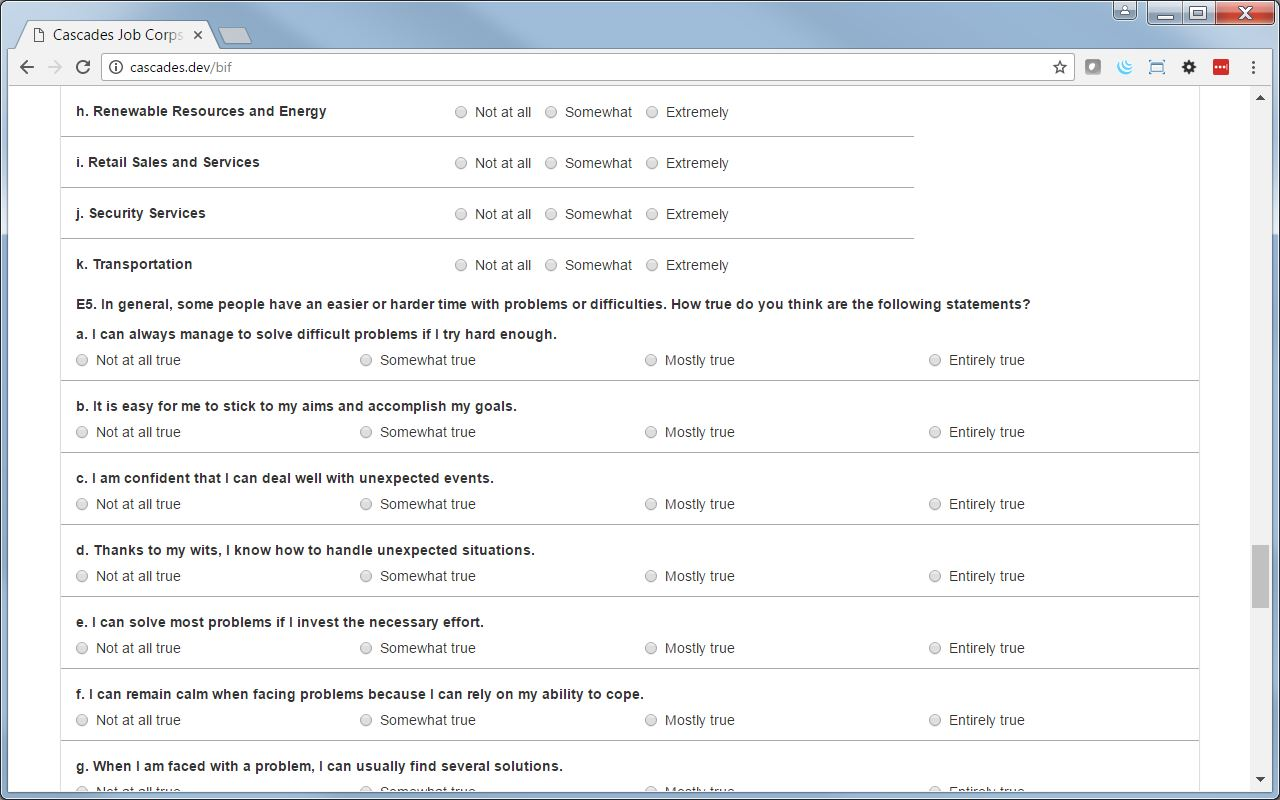 Cascades Job Corps
cascades.dev/bif
h. Renewable Resources and Energy Not at all Somewhat Extremely
i. Retail Sales and Services Not at all Somewhat Extremely
j. Security Services Not at all Somewhat Extremely
k. Transportation Not at all Somewhat Extremely
E5. In general, some people have an easier or harder time with problems or difficulties. How true do you think are the following statements?
a. I can always manage to solve difficult problems if I try hard enough.
Not at all true Somewhat true Mostly true Entirely true
b. It is easy for me to stick to my aims and accomplish my goals.
Not at all true Somewhat true Mostly true Entirely true
c. I am confident that I can deal well with unexpected events.
Not at all true Somewhat true Mostly true Entirely true
d. Thanks to my wits, I know how to handle unexpected situations.
Not at all true Somewhat true Mostly true Entirely true
e. I can solve most problems if I invest the necessary effort.
Not at all true Somewhat true Mostly true Entirely true
f. I can remain calm when facing problems because I can rely on my ability to cope.
Not at all true Somewhat true Mostly true Entirely true
g. When I am faced with a problem, I can usually find several solutions.
Not at all true Somewhat true Mostly true Entirely true